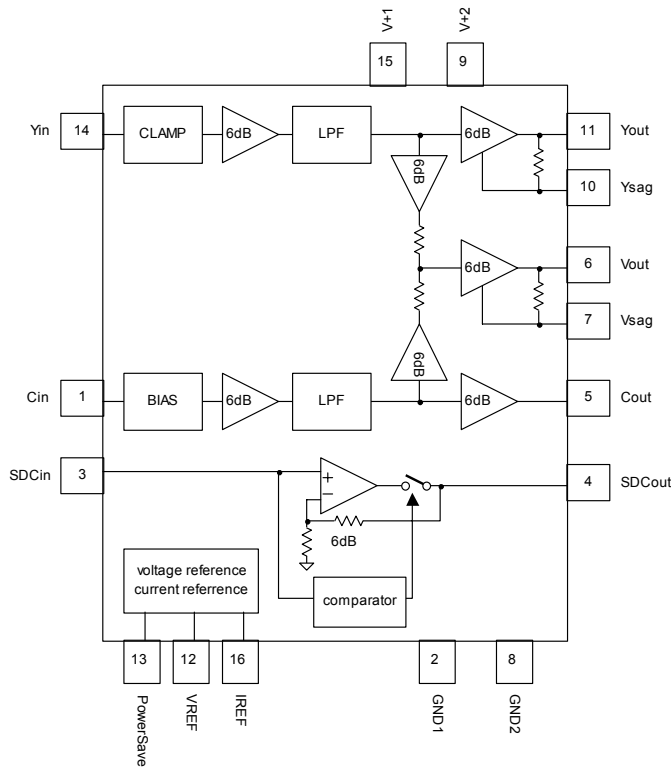 V+1
V+2
15
9
Yin
14
CLAMP
6dB
LPF
6dB
11
Yout
6dB
10
Ysag
6dB
6
Vout
7
Vsag
6dB
Cin
1
BIAS
6dB
LPF
6dB
5
Cout
SDCin
3
+
−
4
SDCout
6dB
voltage reference
current referrence
comparator
13
12
16
2
8
PowerSave
VREF
IREF
GND1
GND2